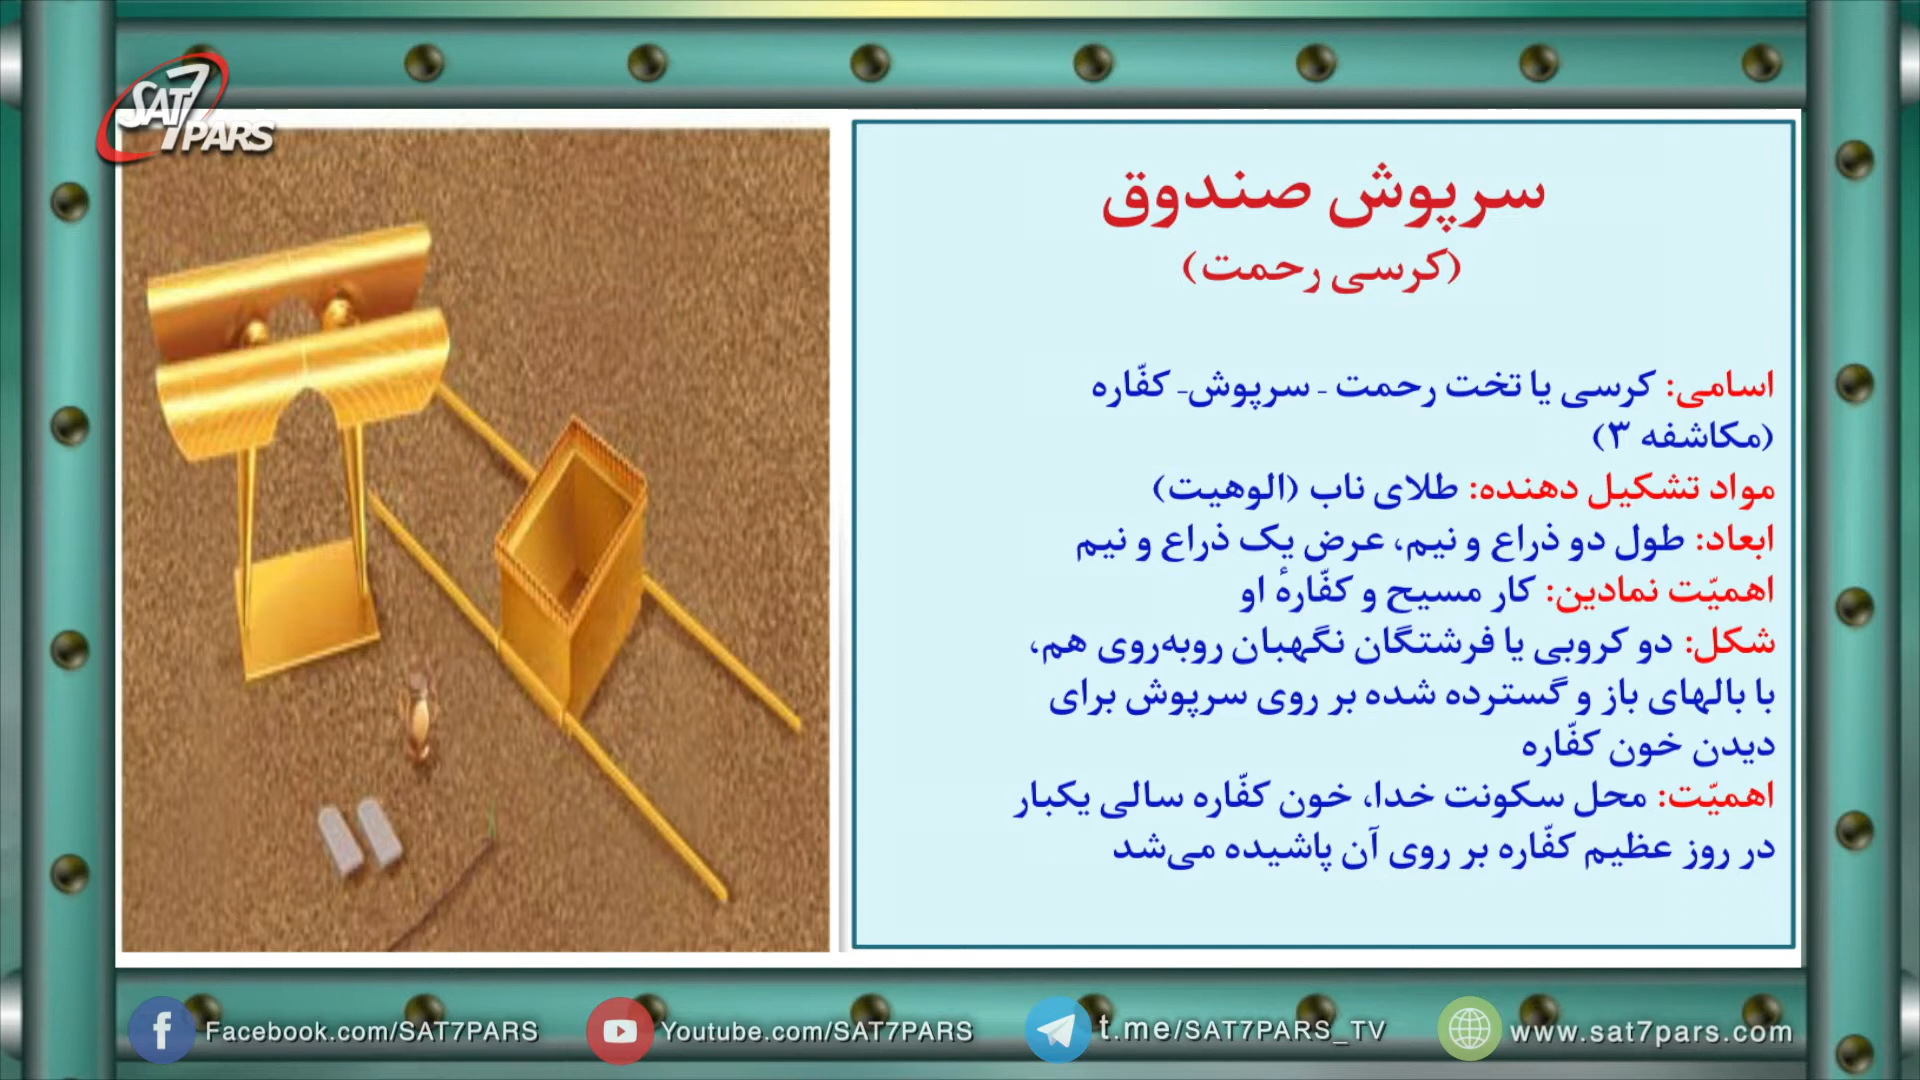 SAT7 PARS
سرپوش صندوق
(کرسی رحمت)
اسامی: کرسی یا تخت رحمت - سرپوش- کفّاره
(مکاشفه ۳)
مواد تشکیل دهنده: طلای ناب (الوهیت)
ابعاد: طول دو ذراع و نیم، عرض یک ذراع و نیم
اهمیّت نمادین: کار مسیح و کفّارهٔ او
شکل: دو کروبی یا فرشتگان نگهبان روبه‌روی هم،
با بالهای باز و گسترده شده بر روی سرپوش برای
دیدن خون کفّاره
اهمیّت: محل سکونت خدا، خون کفّاره سالی یکبار
در روز عظیم کفّاره بر روی آن پاشیده می‌شد
Facebook.com/SAT7PARS
Youtube.com/SAT7PARS
t.me/SAT7PARS_TV
www.sat7pars.com